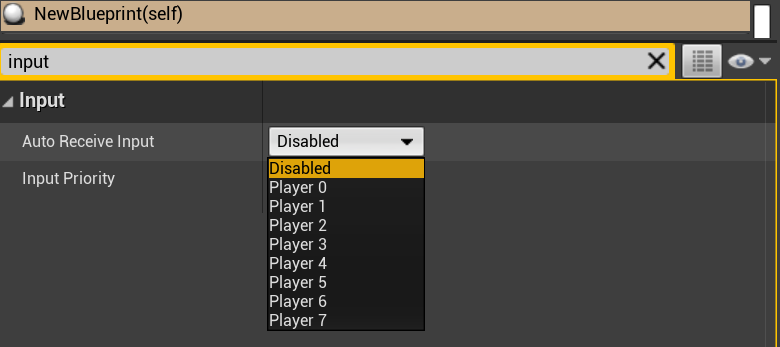 NewBlueprint(self)
input
Input
Auto Receive Input
Disabled
Input Priority
Disabled
Player 0
Player 1
Player 2
Player 3
Player 4
Player 5
Player 6
Player 7